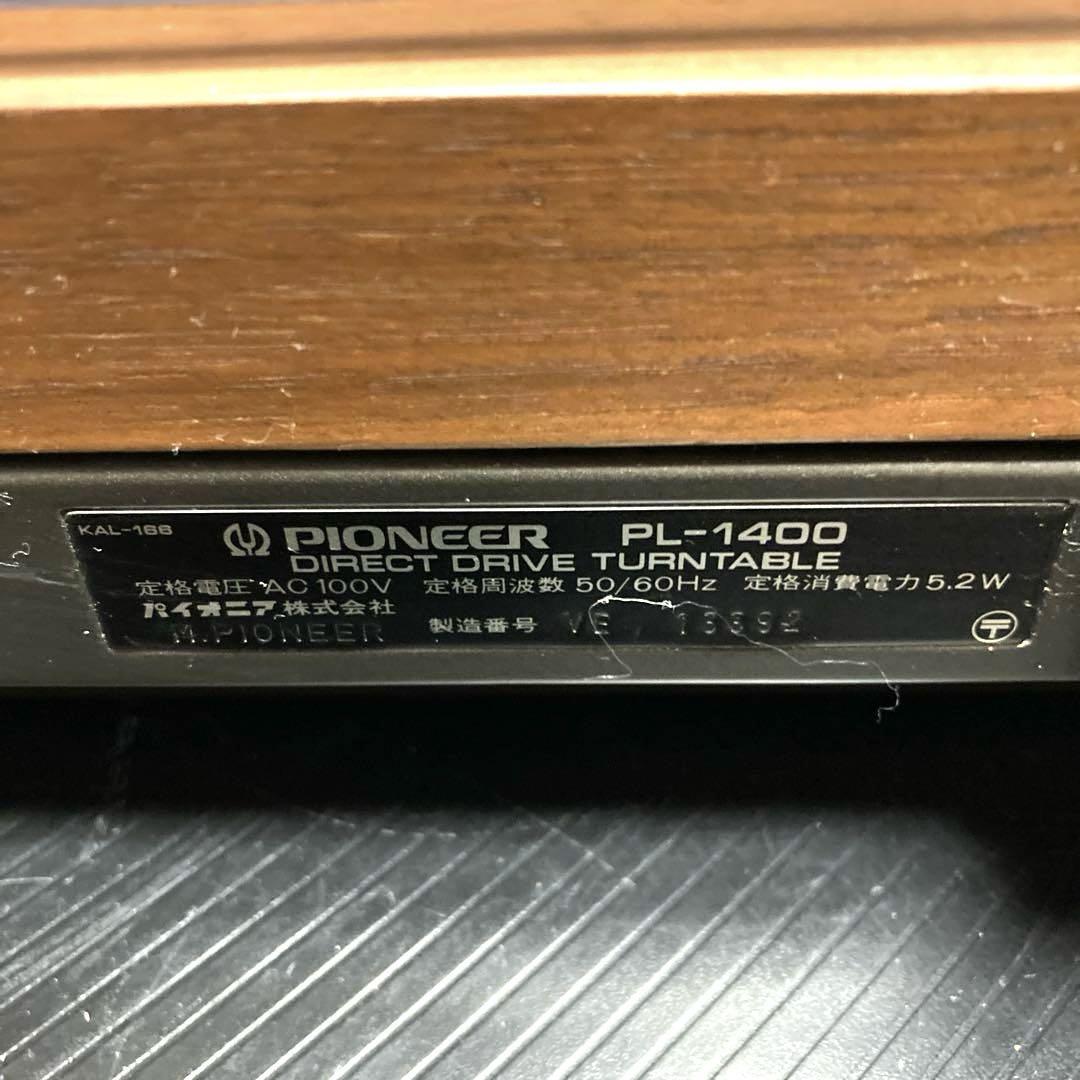 KAL-166
PIONEER PL-1400
DIRECT DRIVE TURNTABLE
定格電圧 AC100V 定格周波数 50/60Hz 定格消費電力 5.2W
パイオニア株式会社
M.PIONEER 製造番号 VE
〒